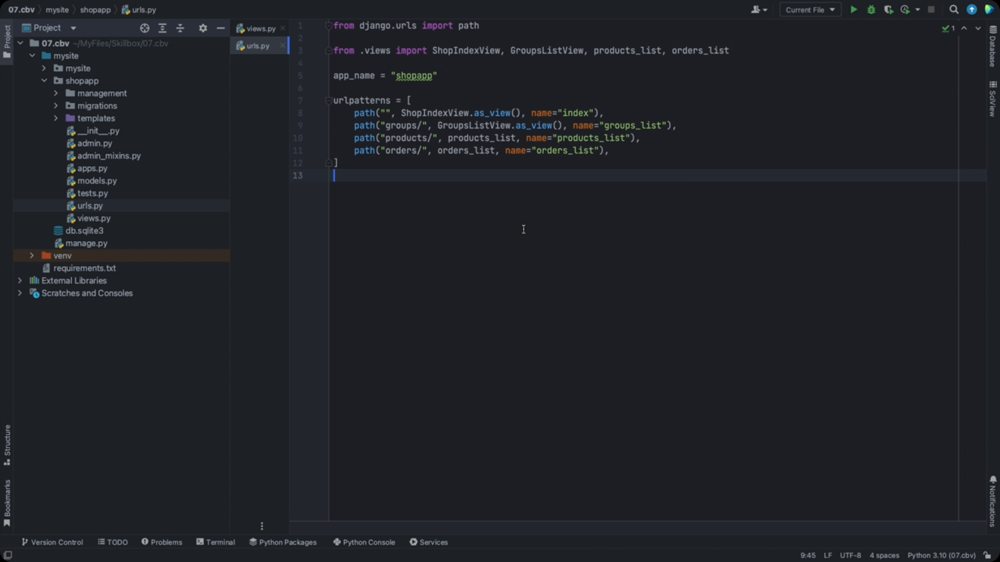 07.cbv mysite shopapp urls.py
Current File
Project
views.py
urls.py
Project
07.cbv ~/MyFiles/Skillbox/07.cbv
mysite
mysite
shopapp
management
migrations
templates
__init__.py
admin.py
admin_mixins.py
apps.py
models.py
tests.py
urls.py
views.py
db.sqlite3
manage.py
venv
requirements.txt
External Libraries
Scratches and Consoles
Structure
Bookmarks
1 from django.urls import path
2
3 from .views import ShopIndexView, GroupsListView, products_list, orders_list
4
5 app_name = "shopapp"
6
7 urlpatterns = [
8 path("", ShopIndexView.as_view(), name="index"),
9 path("groups/", GroupsListView.as_view(), name="groups_list"),
10 path("products/", products_list, name="products_list"),
11 path("orders/", orders_list, name="orders_list"),
12 ]
13
1
Database
SciView
Notifications
Version Control TODO Problems Terminal Python Packages Python Console Services
9:45 LF UTF-8 4 spaces Python 3.10 (07.cbv)